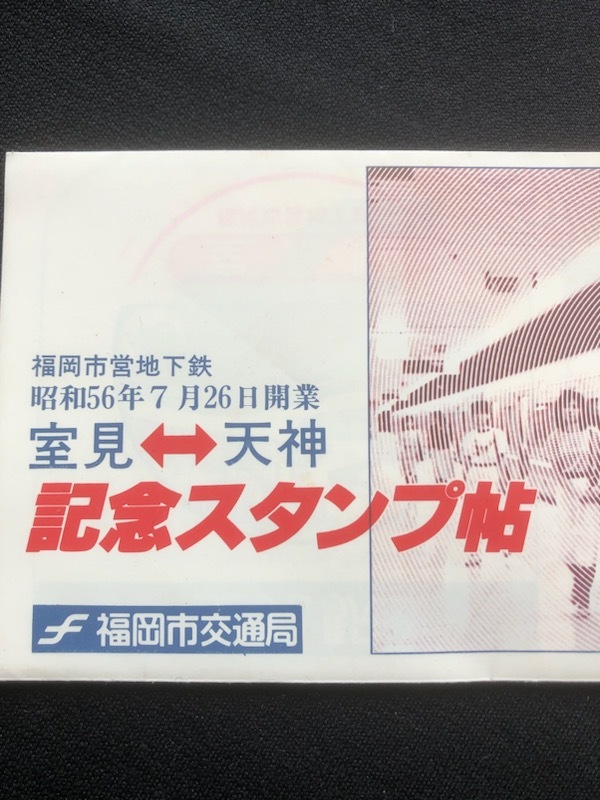 福岡市営地下鉄
昭和56年7月26日開業
室見↔天神
記念スタンプ帖
福岡市交通局